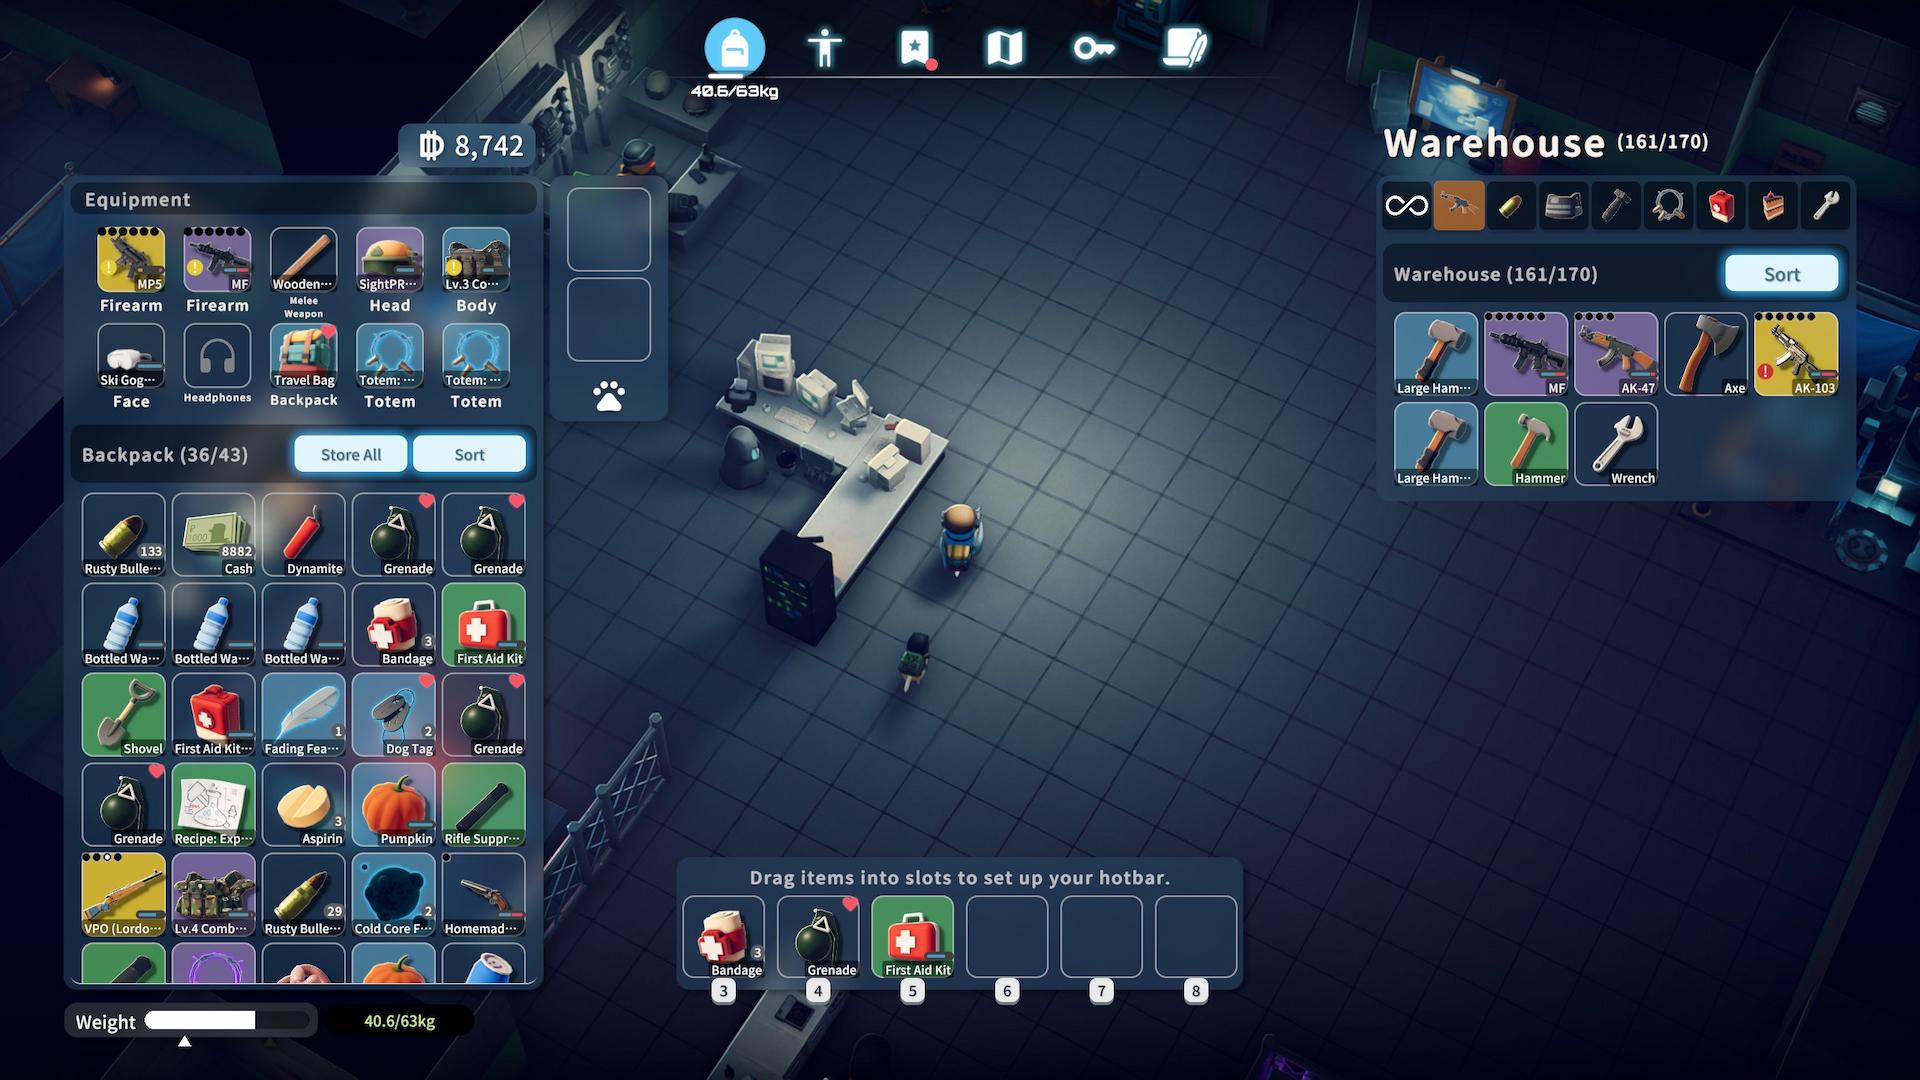 40.6/63kg
8,742
Warehouse (161/170)
Equipment
MP5
MF
Wooden···
SightPR···
Lv.3 Co···
Firearm
Firearm
Melee
Weapon
Head
Body
Ski Gog···
Travel Bag
Totem: ···
Totem: ···
Face
Headphones
Backpack
Totem
Totem
Warehouse (161/170)
Sort
Large Ham···
MF
AK-47
Axe
AK-103
Large Ham···
Hammer
Wrench
Backpack (36/43)
Store All
Sort
133
Rusty Bulle···
8882
Cash
Dynamite
Grenade
Grenade
Bottled Wa···
Bottled Wa···
Bottled Wa···
3
Bandage
First Aid Kit
Shovel
First Aid Kit···
1
Fading Fea···
2
Dog Tag
Grenade
Grenade
Recipe: Exp···
3
Aspirin
Pumpkin
Rifle Suppr···
VPO (Lordo···
Lv.4 Comb···
29
Rusty Bulle···
2
Cold Core F···
Homemad···
Drag items into slots to set up your hotbar.
3
Bandage
Grenade
First Aid Kit
3
4
5
6
7
8
Weight
40.6/63kg